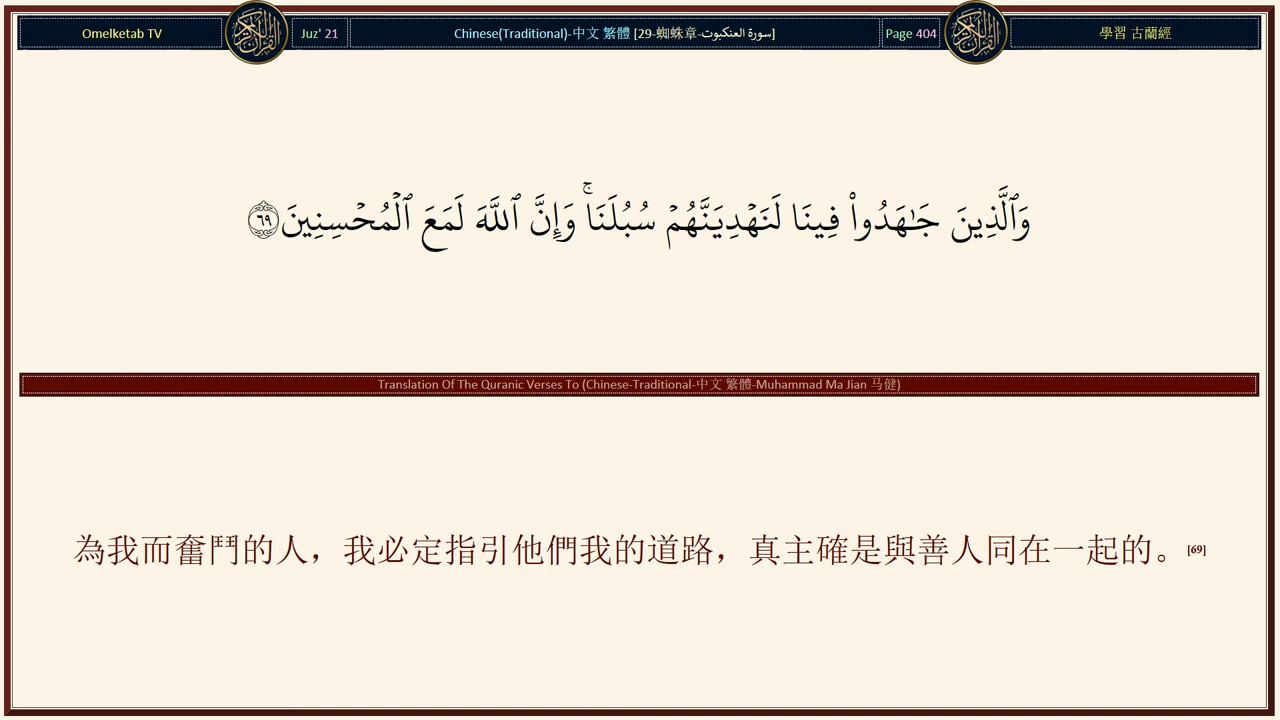 Omelketab TV
Juz' 21
Chinese(Traditional)-中文 繁體 [29-蜘蛛章-سورة العنكبوت]
Page 404
學習 古蘭經
وَٱلَّذِينَ جَـٰهَدُوا۟ فِينَا لَنَهْدِيَنَّهُمْ سُبُلَنَا ۚ وَإِنَّ ٱللَّهَ لَمَعَ ٱلْمُحْسِنِينَ ٦٩
Translation Of The Quranic Verses To (Chinese-Traditional-中文 繁體-Muhammad Ma Jian 马健)
為我而奮鬥的人，我必定指引他們我的道路，真主確是與善人同在一起的。[69]